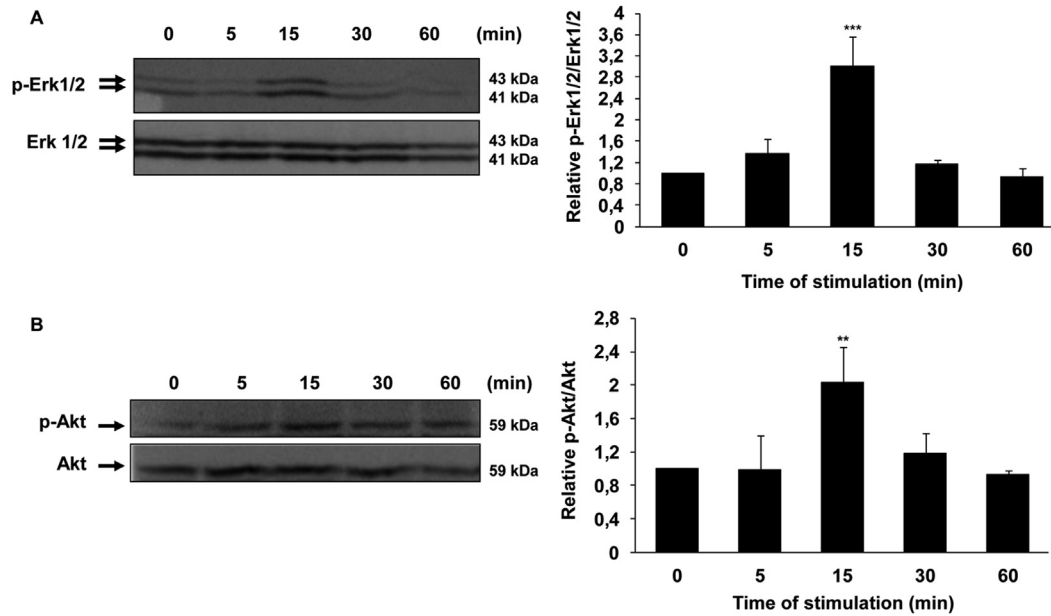 A
0 5 15 30 60 (min)
p-Erk1/2
43 kDa
41 kDa
Erk 1/2
43 kDa
41 kDa
Relative p-Erk1/2/Erk1/2
4
3,6
3,2
2,8
2,4
2
1,6
1,2
0,8
0,4
0
***
0 5 15 30 60
Time of stimulation (min)
B
0 5 15 30 60 (min)
p-Akt
59 kDa
Akt
59 kDa
Relative p-Akt/Akt
2,8
2,4
2
1,6
1,2
0,8
0,4
0
**
0 5 15 30 60
Time of stimulation (min)